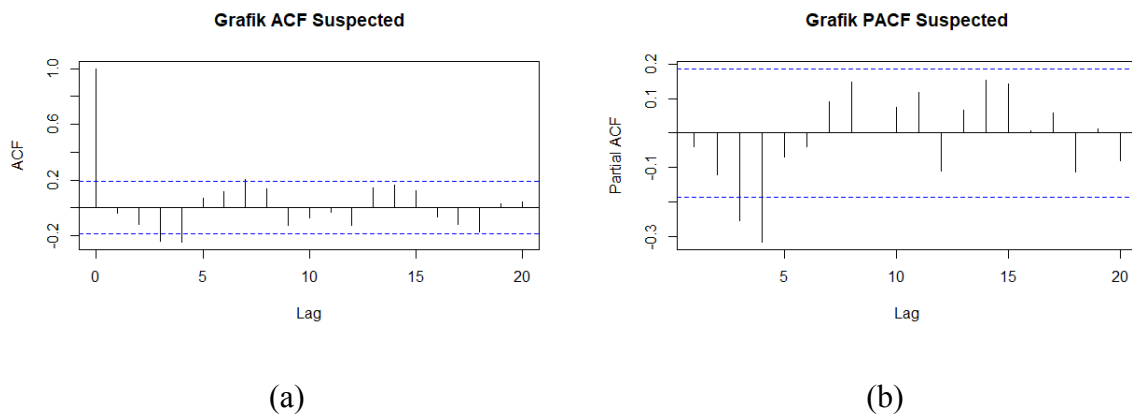 Grafik ACF Suspected
ACF
1.0
0.6
0.2
-0.2
0 5 10 15 20
Lag
(a)
Grafik PACF Suspected
Partial ACF
0.2
0.1
-0.1
-0.3
5 10 15 20
Lag
(b)